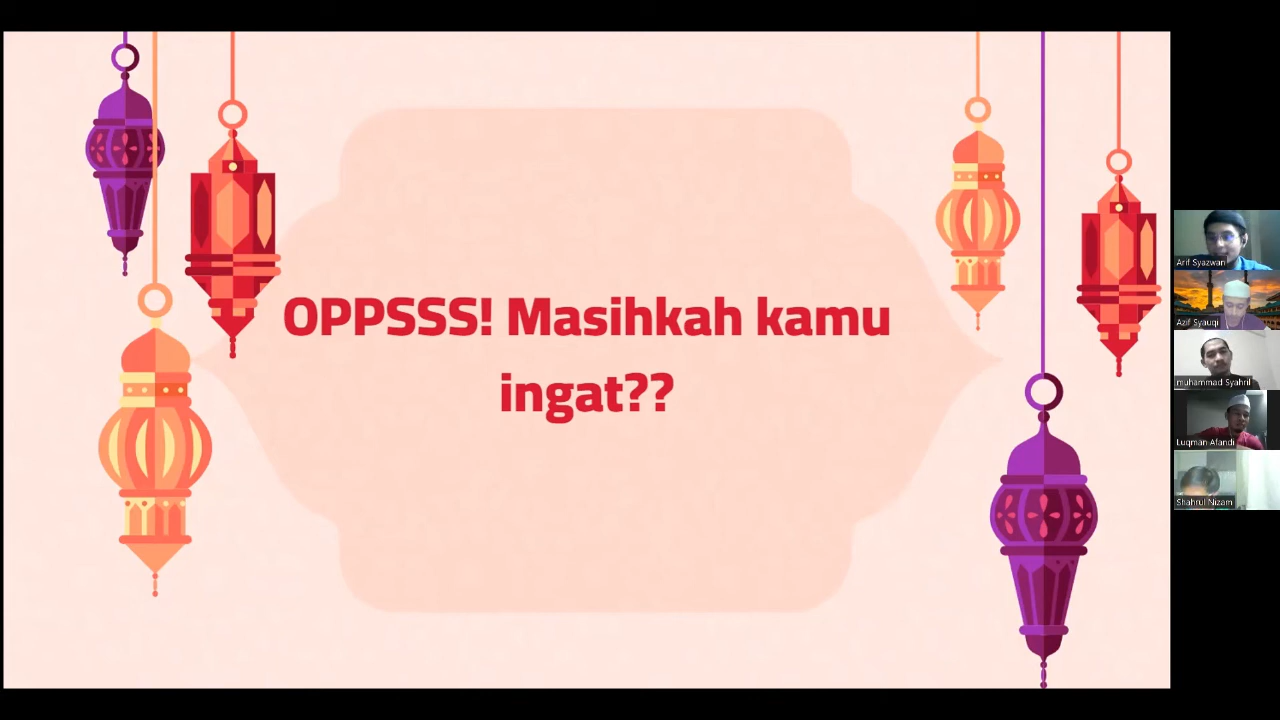 OPPSSS! Masihkah kamu
ingat??
Arif Syazwan
Azif Syauqi
muhammad Syahril
Luqman Afandi
Shahrul Nizam